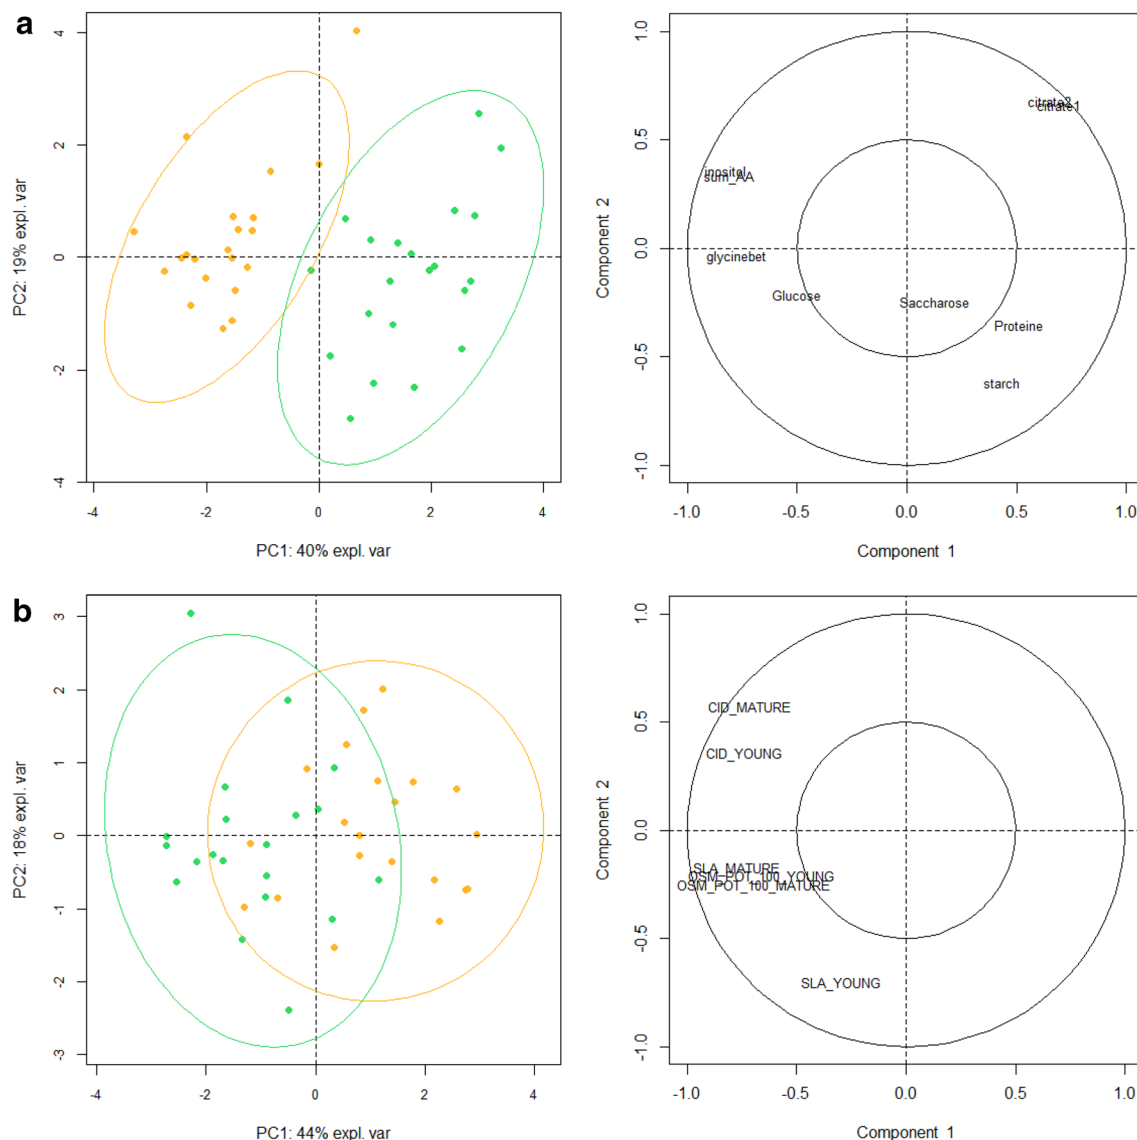 a
PC2: 19% expl. var
4
2
0
-2
-4
-4
-2
0
2
4
PC1: 40% expl. var
Component 2
1.0
0.5
0.0
-0.5
-1.0
citrate2
citrate1
inositol
sum_AA
glycinebet
Glucose
Saccharose
Proteine
starch
-1.0
-0.5
0.0
0.5
1.0
Component 1
b
PC2: 18% expl. var
3
2
1
0
-1
-2
-3
-4
-2
0
2
4
PC1: 44% expl. var
Component 2
1.0
0.5
0.0
-0.5
-1.0
CID_MATURE
CID_YOUNG
SLA_MATURE
OSM_POT_100_YOUNG
OSM_POT_100_MATURE
SLA_YOUNG
-1.0
-0.5
0.0
0.5
1.0
Component 1